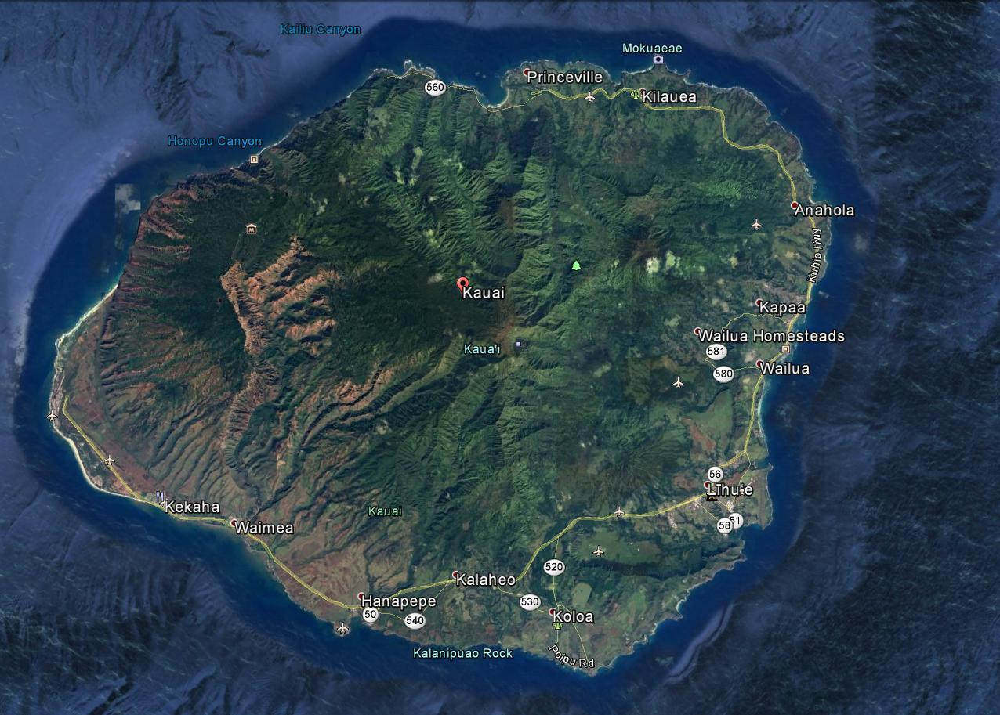 Kailiu Canyon
Mokuaeae
Princeville
560
Kilauea
Honopu Canyon
Anahola
Kuhio Hwy
Kauai
Kapaa
Wailua Homesteads
Kaua'i
581
Wailua
580
56
Līhu'e
Kekaha
Kauai
51
58
Waimea
520
Kalaheo
Hanapepe
530
50
540
Koloa
Kalanipuao Rock
Poipu Rd